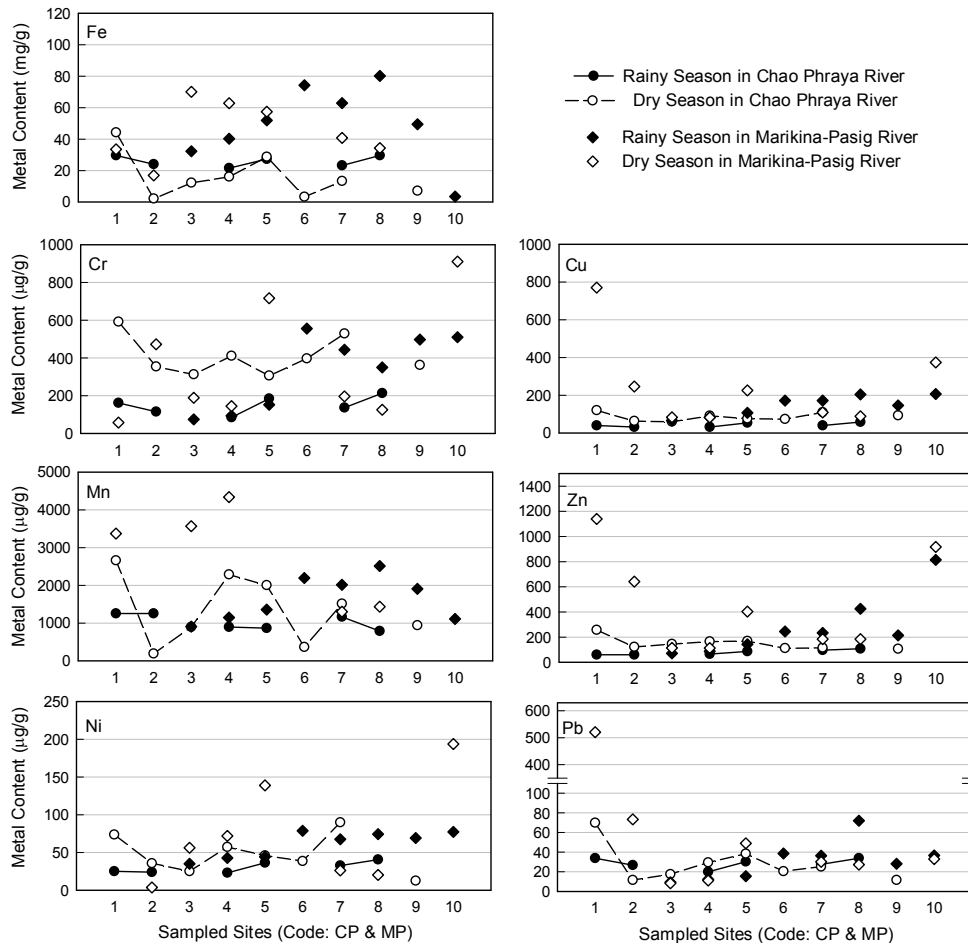 Fe
Metal Content (mg/g)
120
100
80
60
40
20
0
1 2 3 4 5 6 7 8 9 10
Rainy Season in Chao Phraya River
Dry Season in Chao Phraya River
Rainy Season in Marikina-Pasig River
Dry Season in Marikina-Pasig River
Cr
Metal Content (µg/g)
1000
800
600
400
200
0
1 2 3 4 5 6 7 8 9 10
Cu
1000
800
600
400
200
0
1 2 3 4 5 6 7 8 9 10
Mn
Metal Content (µg/g)
5000
4000
3000
2000
1000
0
1 2 3 4 5 6 7 8 9 10
Zn
1400
1200
1000
800
600
400
200
0
1 2 3 4 5 6 7 8 9 10
Ni
Metal Content (µg/g)
250
200
150
100
50
0
1 2 3 4 5 6 7 8 9 10
Sampled Sites (Code: CP & MP)
Pb
600
500
400
100
80
60
40
20
0
1 2 3 4 5 6 7 8 9 10
Sampled Sites (Code: CP & MP)